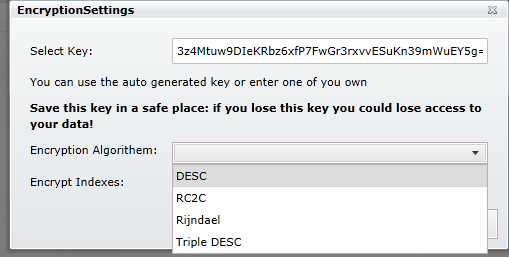 EncryptionSettings
Select Key: 3z4Mtuw9DIeKRbz6xfP7FwGr3rxvvESuKn39mWuEY5g=
You can use the auto generated key or enter one of you own
Save this key in a safe place: if you lose this key you could lose access to
your data!
Encryption Algorithem:
DESC
Encrypt Indexes:
RC2C
Rijndael
Triple DESC